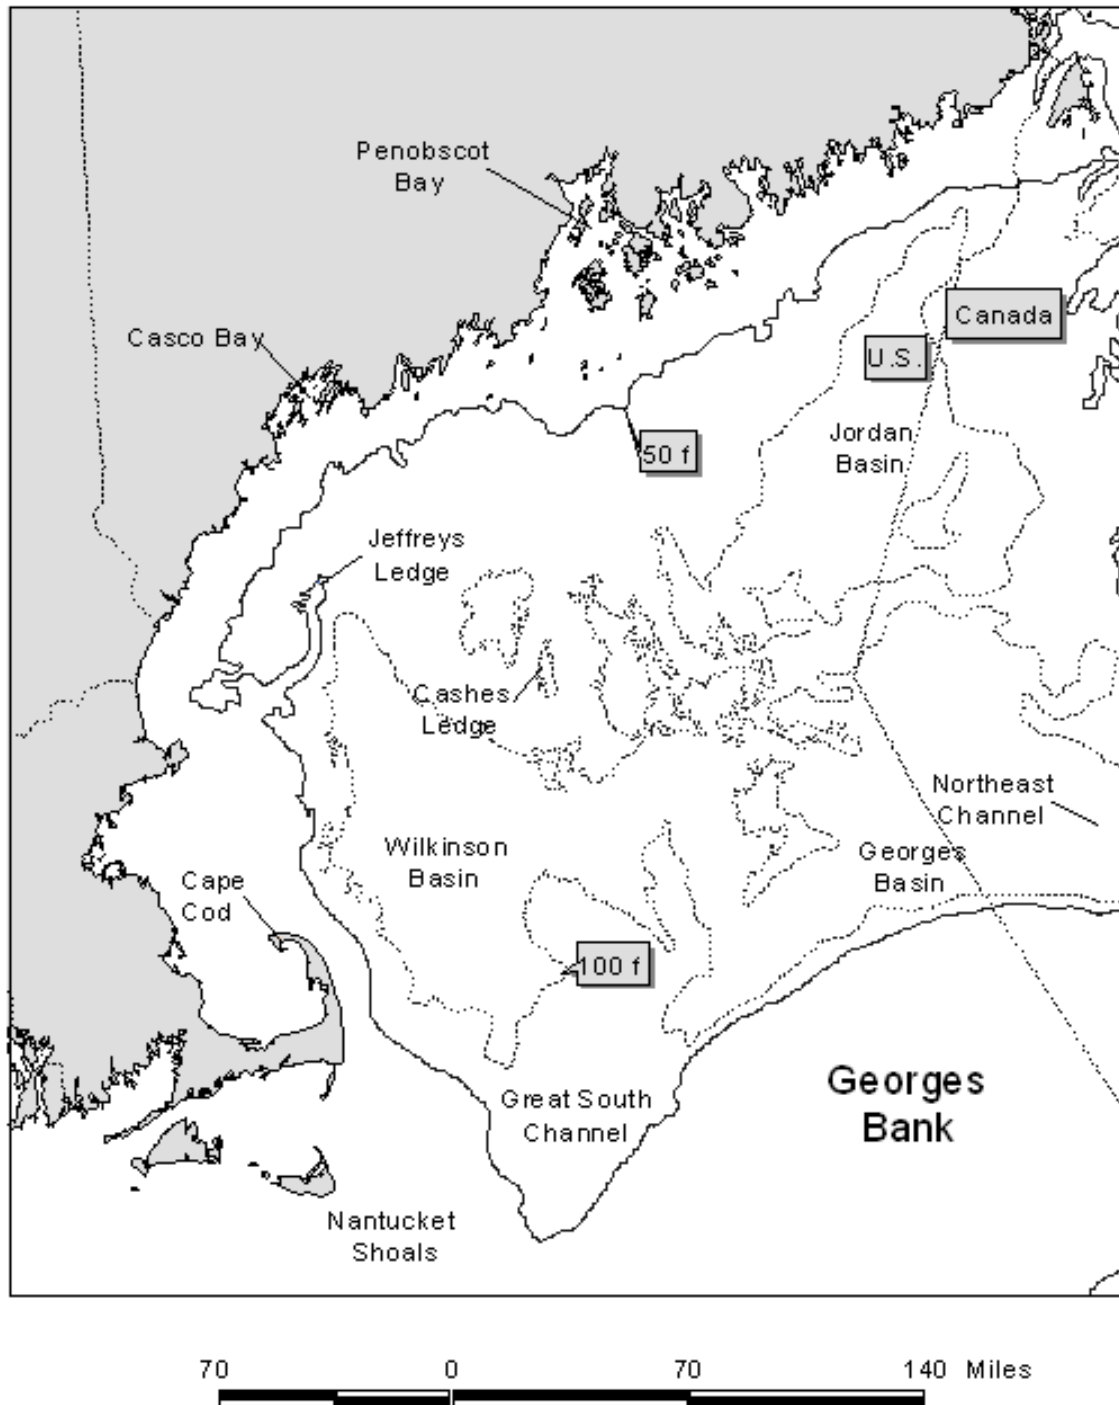 Penobscot
Bay
Casco Bay
Canada
U.S.
Jordan
Basin
50 f
Jeffreys
Ledge
Cashes
Ledge
Northeast
Channel
Wilkinson
Basin
Georges
Basin
Cape
Cod
100 f
Georges
Bank
Great South
Channel
Nantucket
Shoals
70 0 70 140 Miles